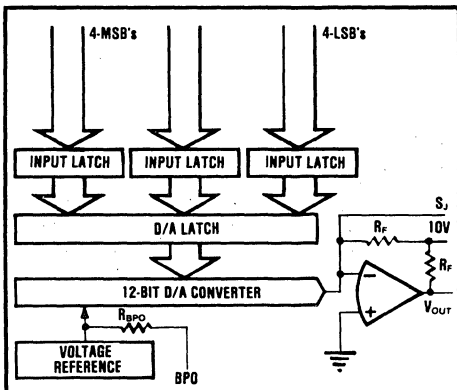 4-MSB's
4-LSB's
INPUT LATCH
INPUT LATCH
INPUT LATCH
D/A LATCH
SJ
RF
10V
RF
12-BIT D/A CONVERTER
−
+
VOUT
RBPO
VOLTAGE
REFERENCE
BPO